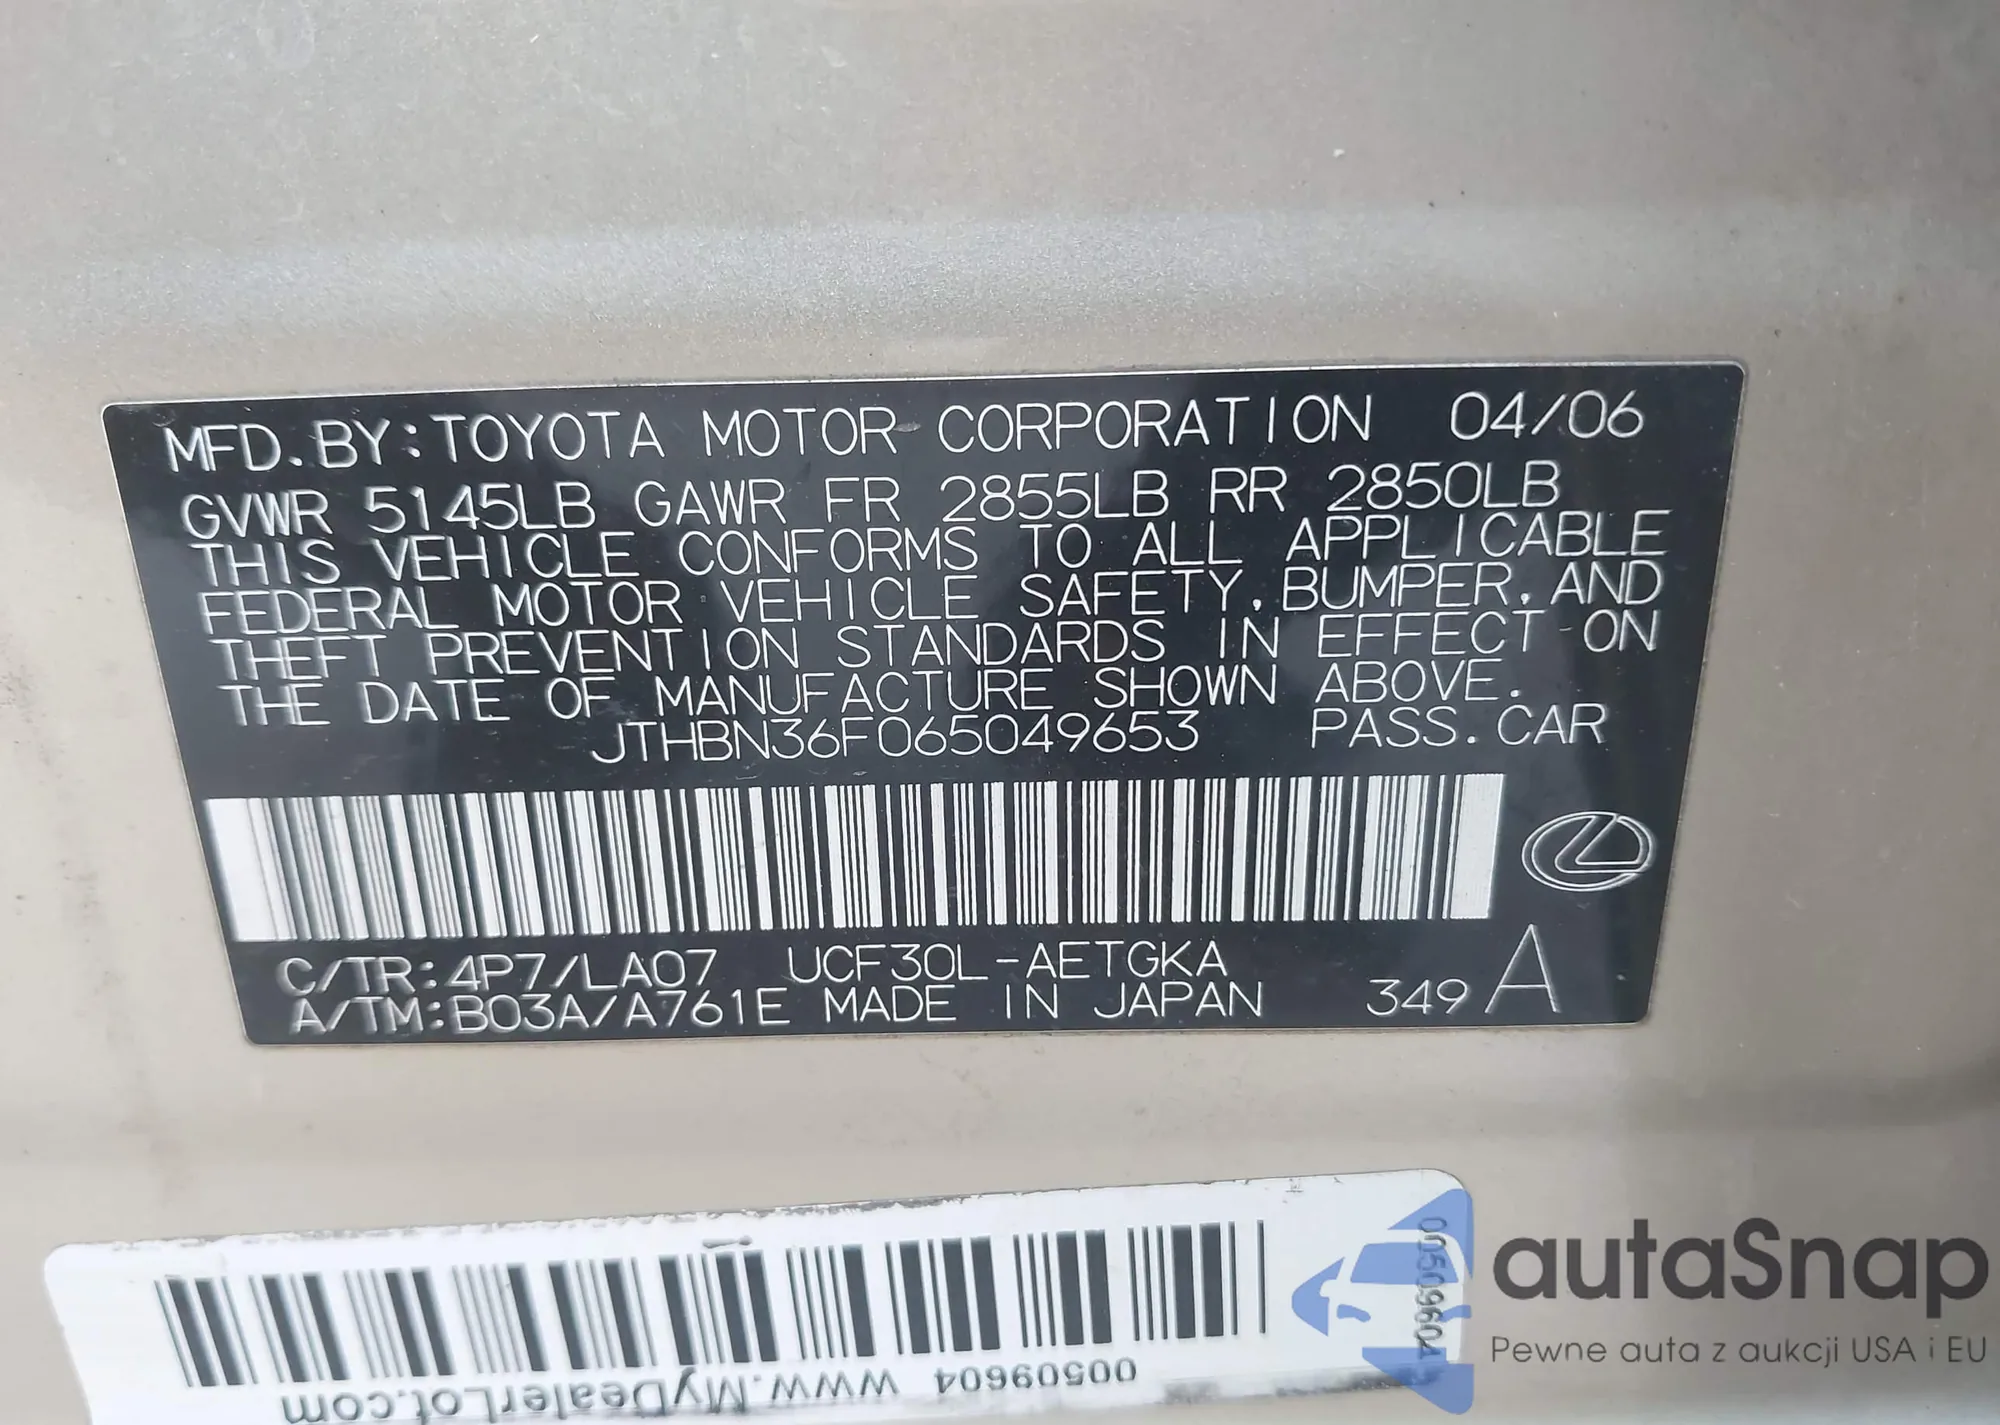 MFD. BY: TOYOTA MOTOR CORPORATION 04/06
GVWR 5145LB GAWR FR 2855LB RR 2850LB
THIS VEHICLE CONFORMS TO ALL APPLICABLE
FEDERAL MOTOR VEHICLE SAFETY, BUMPER, AND
THEFT PREVENTION STANDARDS IN EFFECT ON
THE DATE OF MANUFACTURE SHOWN ABOVE.
JTHBN36F065049653 PASS. CAR
C/TR: 4P7/LA07 UCF30L-AETGKA
A/TM: B03A/A761E MADE IN JAPAN 349 A
00509604
00509604 www.MyDealerLot.com
autaSnap
Pewne auta z aukcji USA i EU